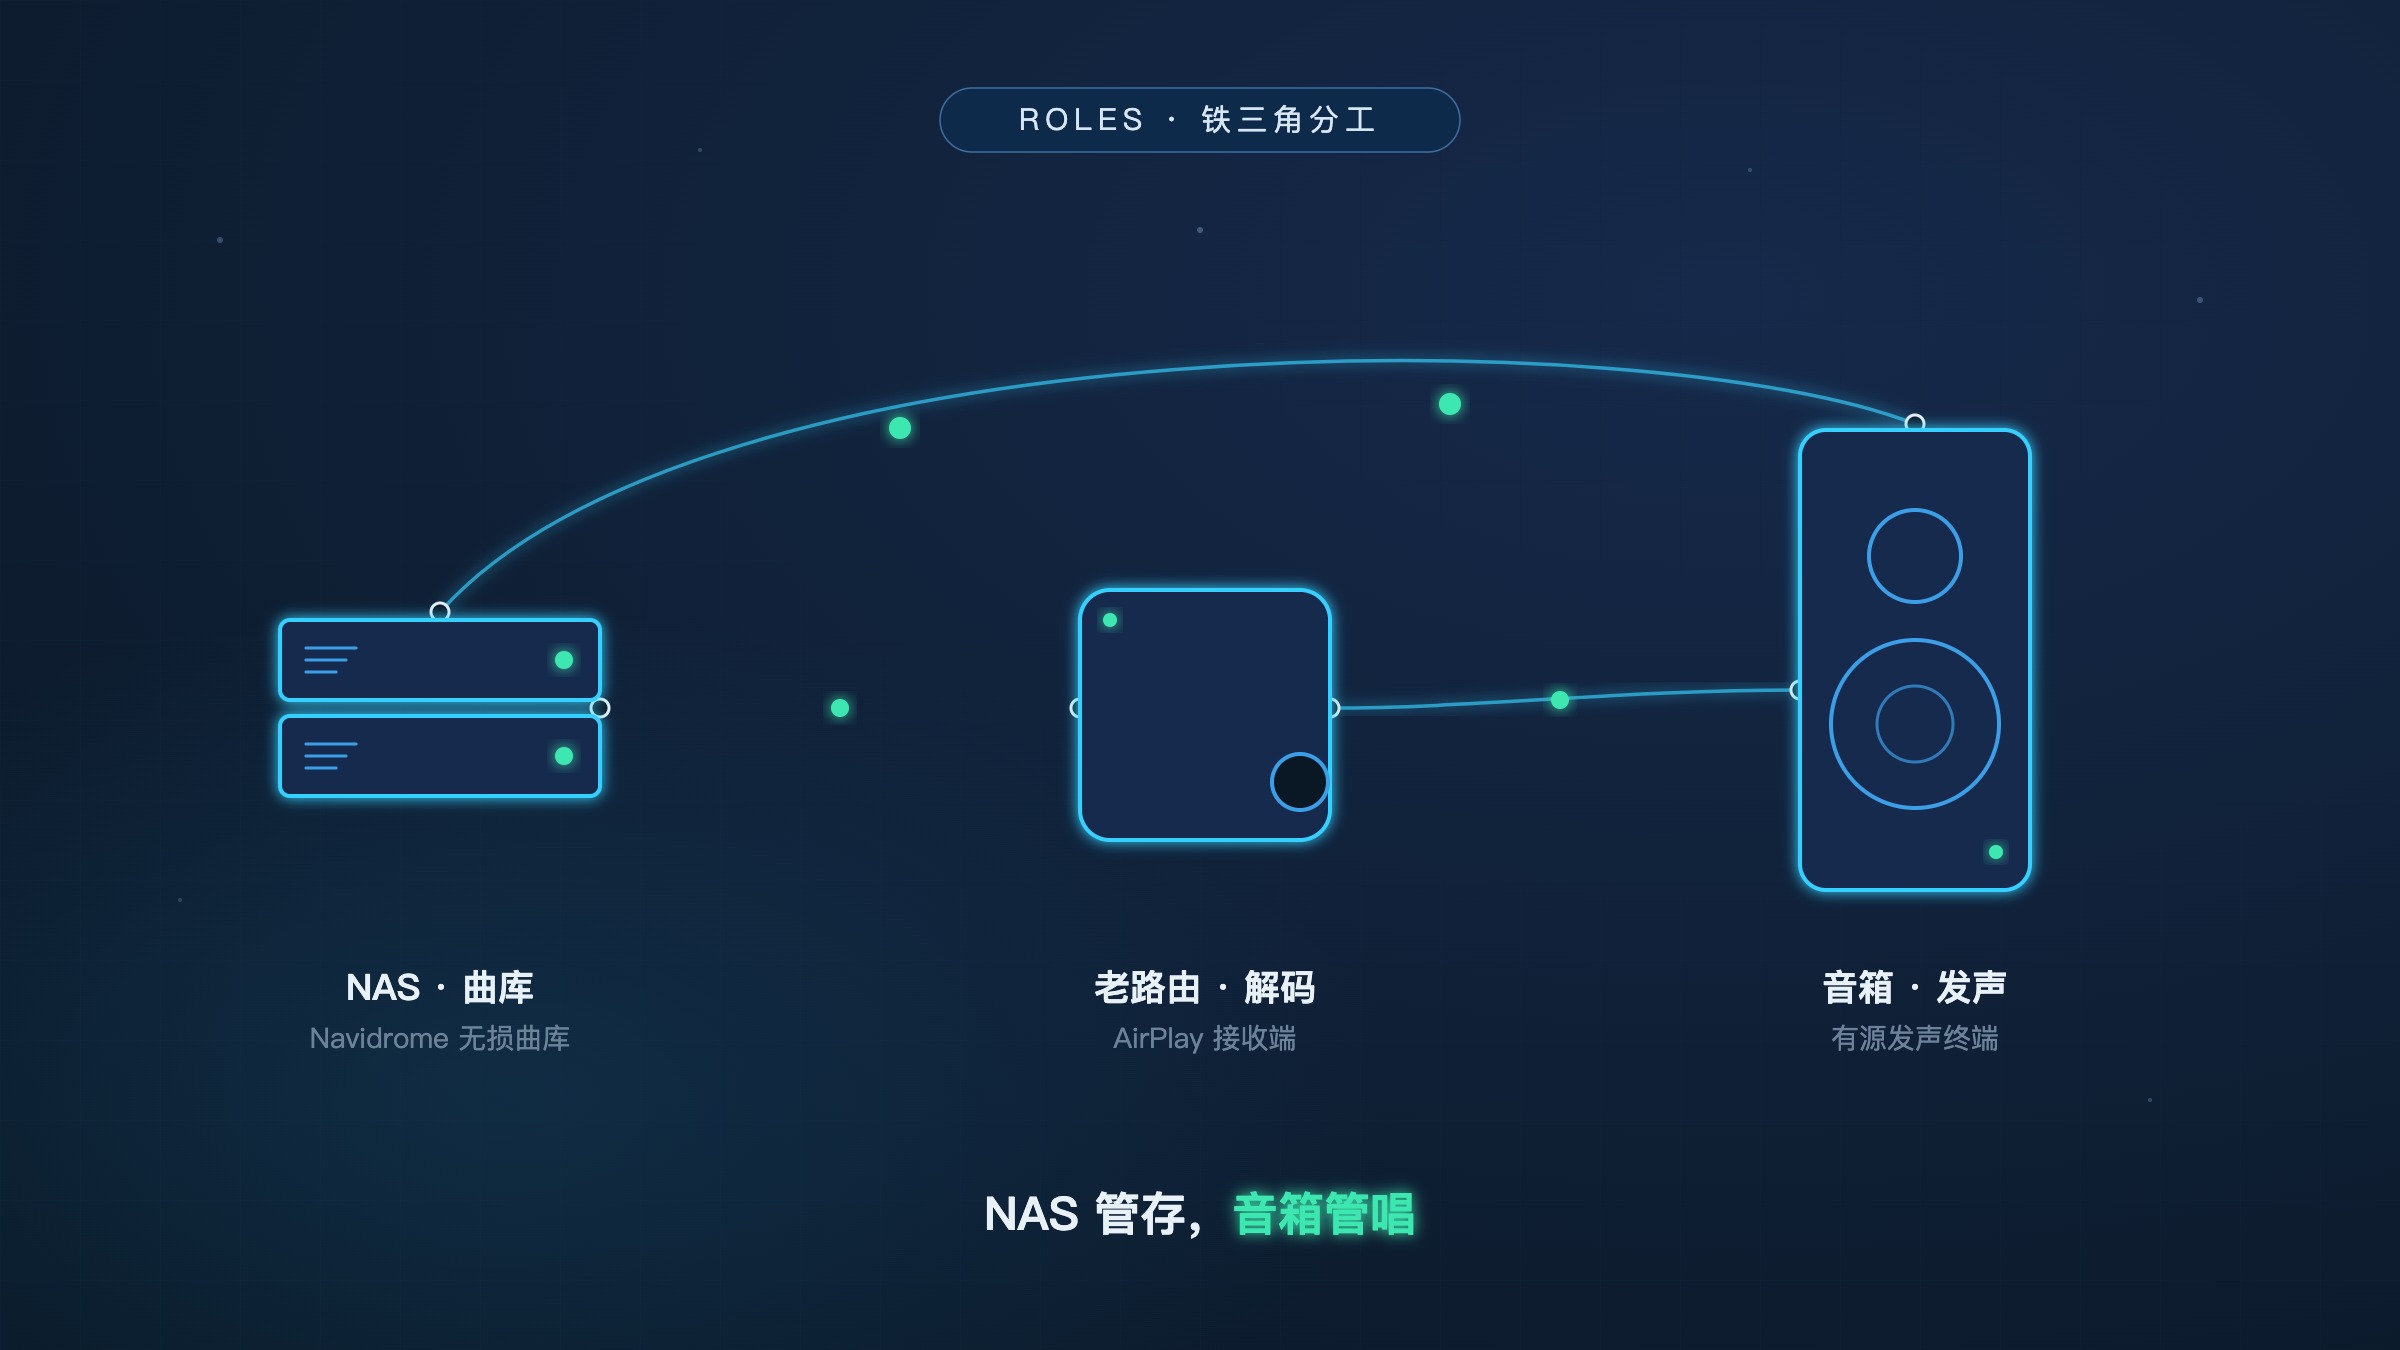 ROLES · 铁三角分工
NAS · 曲库
Navidrome 无损曲库
老路由 · 解码
AirPlay 接收端
音箱 · 发声
有源发声终端
NAS 管存，音箱管唱